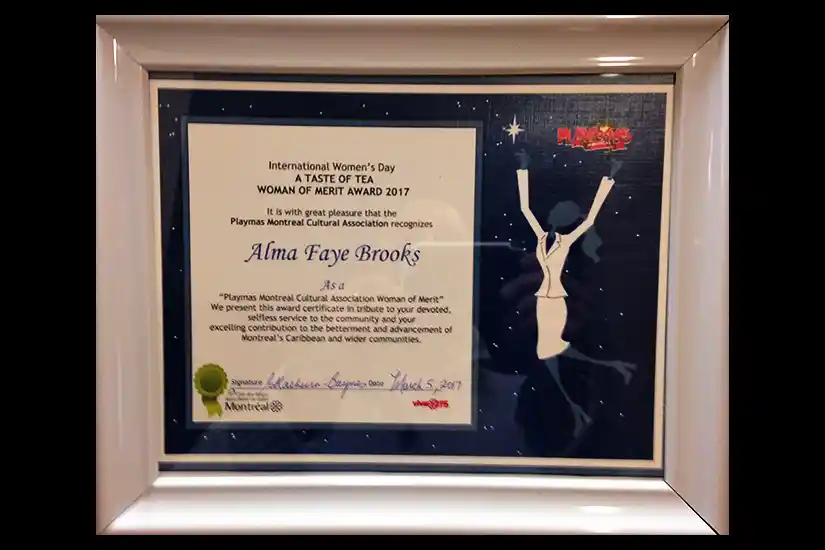 PLAYMAS
International Women's Day
A TASTE OF TEA
WOMAN OF MERIT AWARD 2017
It is with great pleasure that the
Playmas Montreal Cultural Association recognizes
Alma Faye Brooks
As a
"Playmas Montreal Cultural Association Woman of Merit"
We present this award certificate in tribute to your devoted,
selfless service to the community and your
excelling contribution to the betterment and advancement of
Montreal's Caribbean and wider communities.
Signature Date March 5, 2017
Montréal